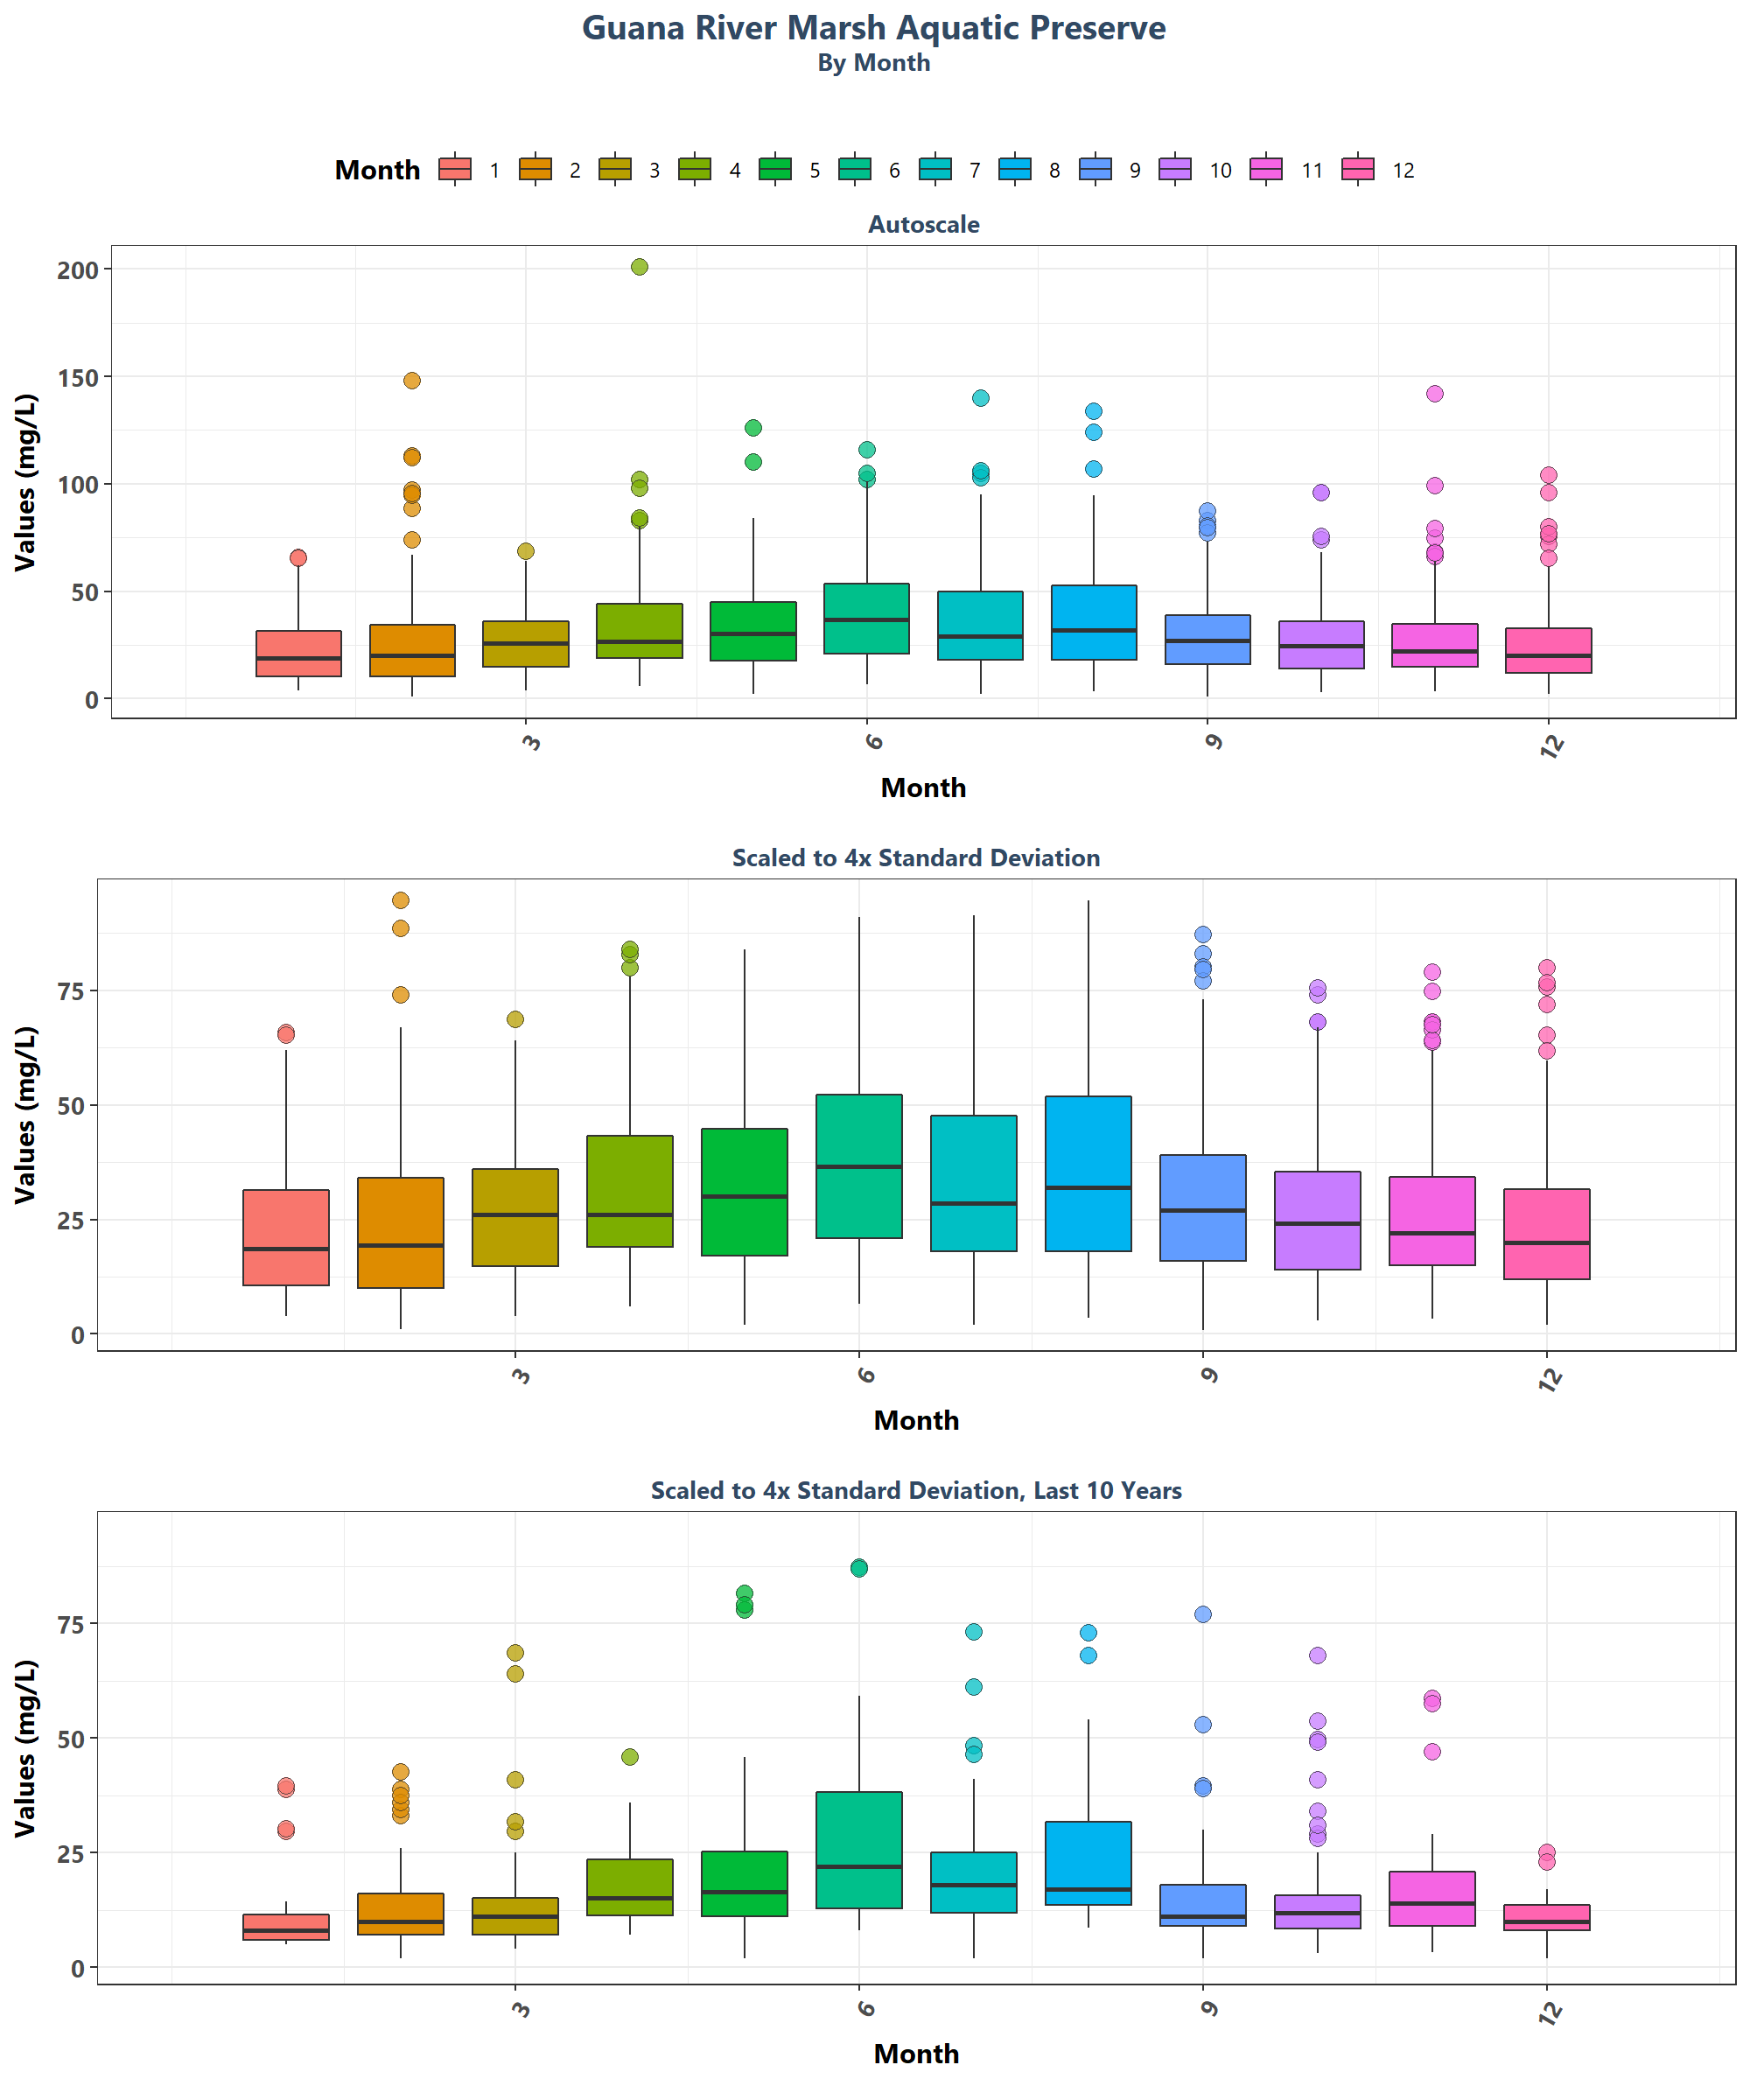 Guana River Marsh Aquatic Preserve
By Month
Month 1 2 3 4 5 6 7 8 9 10 11 12
Autoscale
Values (mg/L)
200
150
100
50
0
3 6 9 12
Month
Scaled to 4x Standard Deviation
Values (mg/L)
75
50
25
0
3 6 9 12
Month
Scaled to 4x Standard Deviation, Last 10 Years
Values (mg/L)
75
50
25
0
3 6 9 12
Month